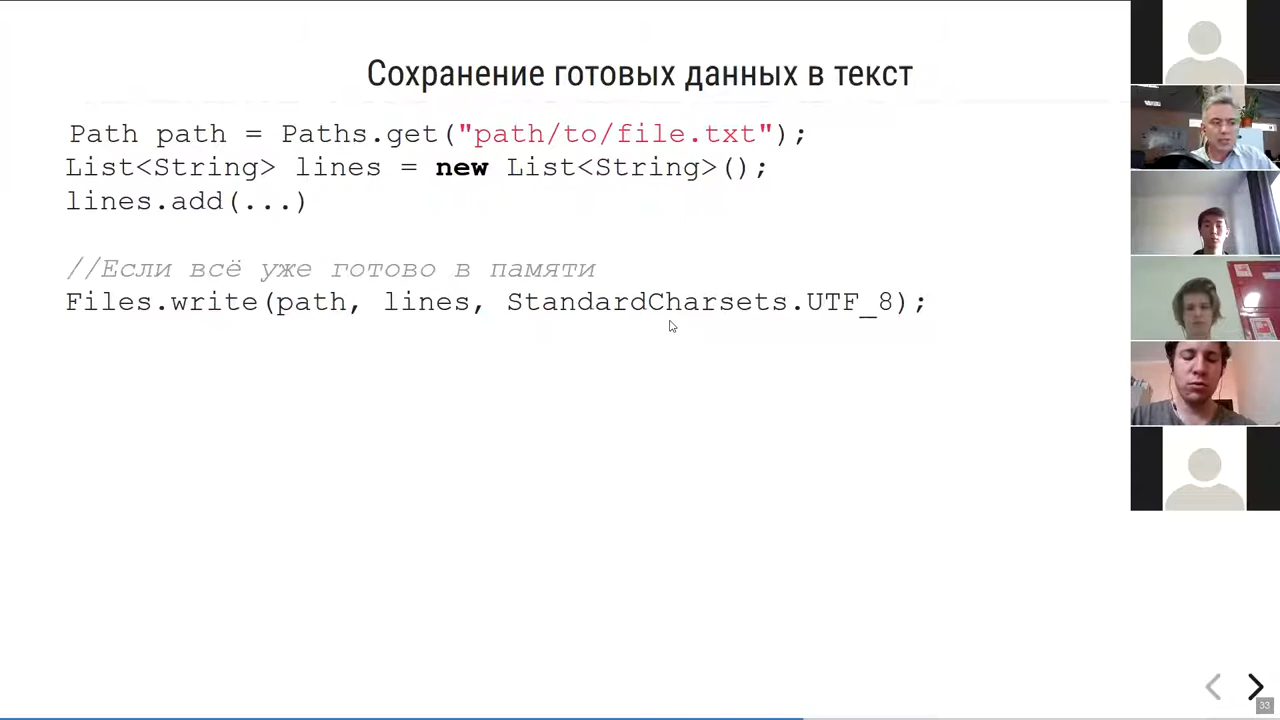 Сохранение готовых данных в текст
Path path = Paths.get("path/to/file.txt");
List<String> lines = new List<String>();
lines.add(...)
//Если всё уже готово в памяти
Files.write(path, lines, StandardCharsets.UTF_8);
33